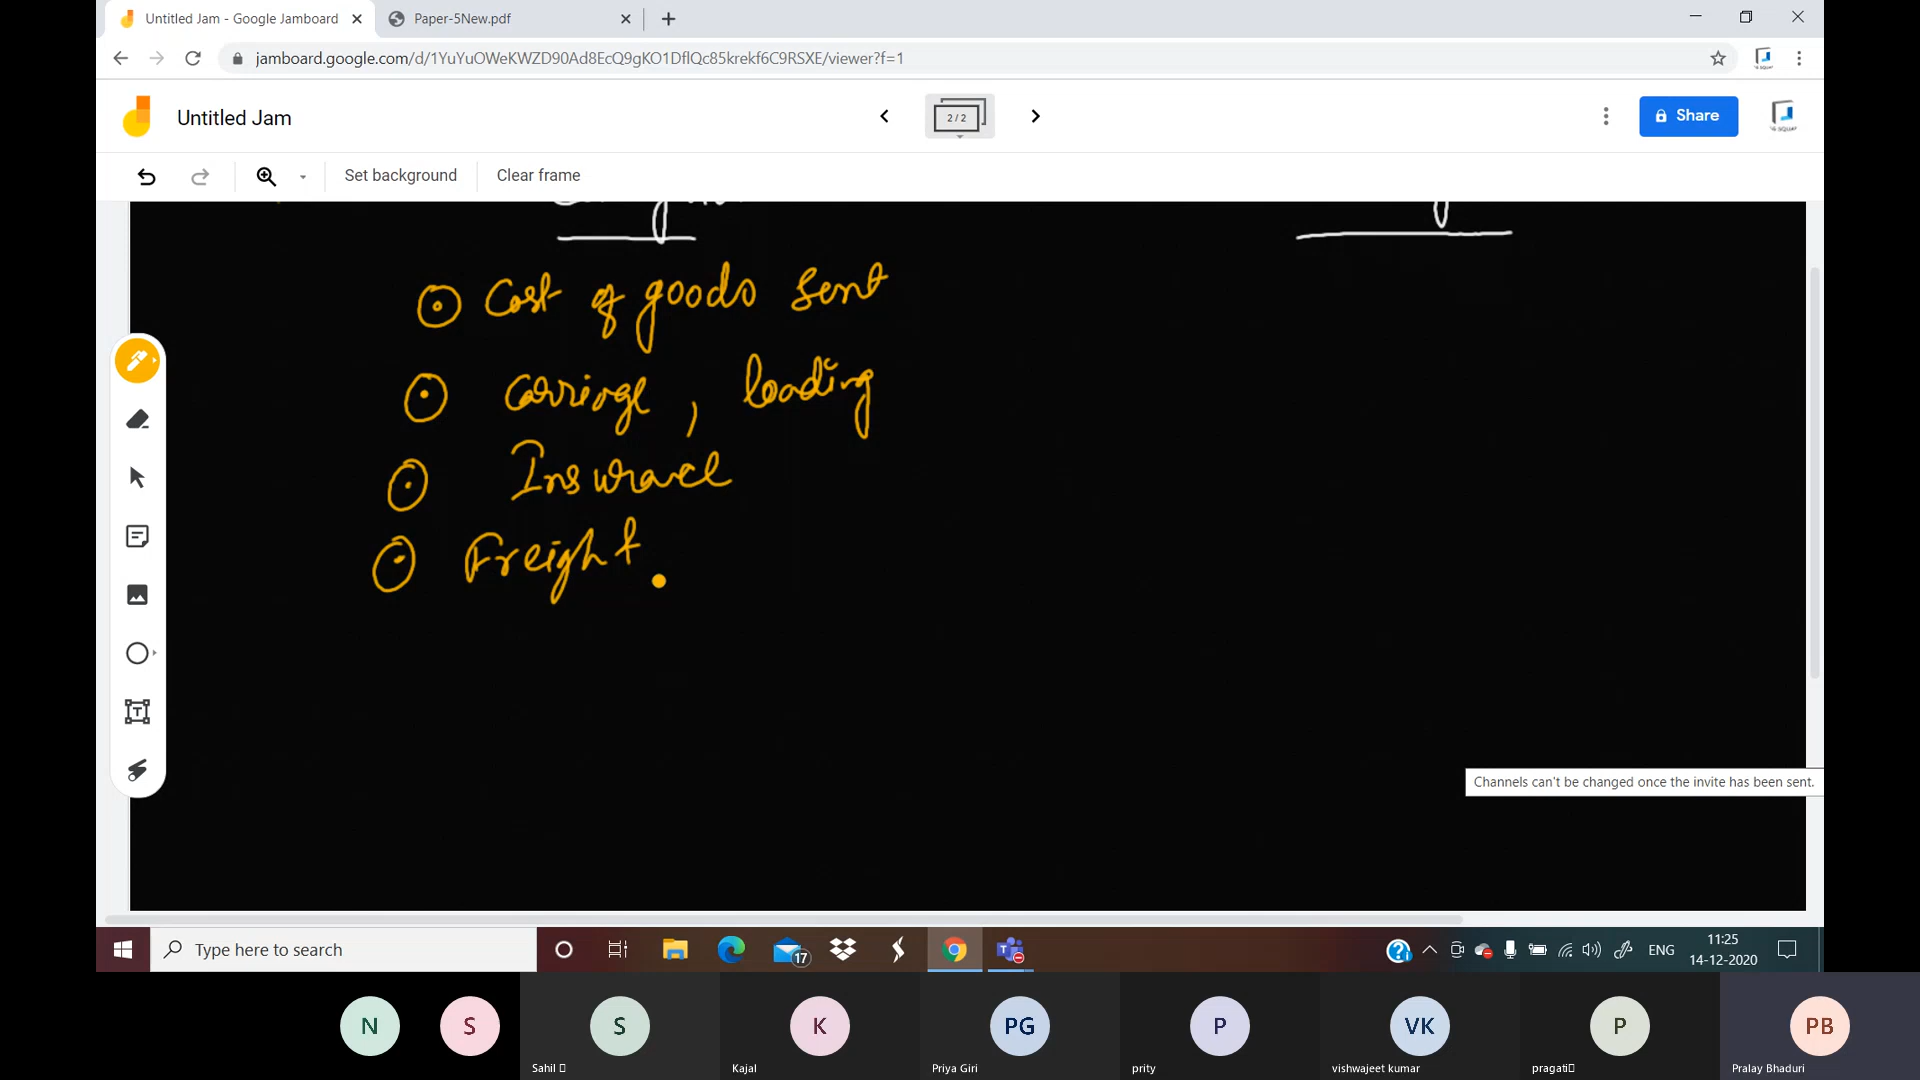 Untitled Jam - Google Jamboard
Paper-5New.pdf
jamboard.google.com/d/1YuYuOWeKWZD90Ad8EcQ9gKO1DflQc85krekf6C9RSXE/viewer?f=1
Untitled Jam
2 / 2
Share
Set background
Clear frame
Cost of goods sent
Carriage , loading
Insurance
Freight
Channels can't be changed once the invite has been sent.
Type here to search
17
ENG
11:25
14-12-2020
N
S
S
K
PG
P
VK
P
PB
Sahil
Kajal
Priya Giri
prity
vishwajeet kumar
pragati
Pralay Bhaduri